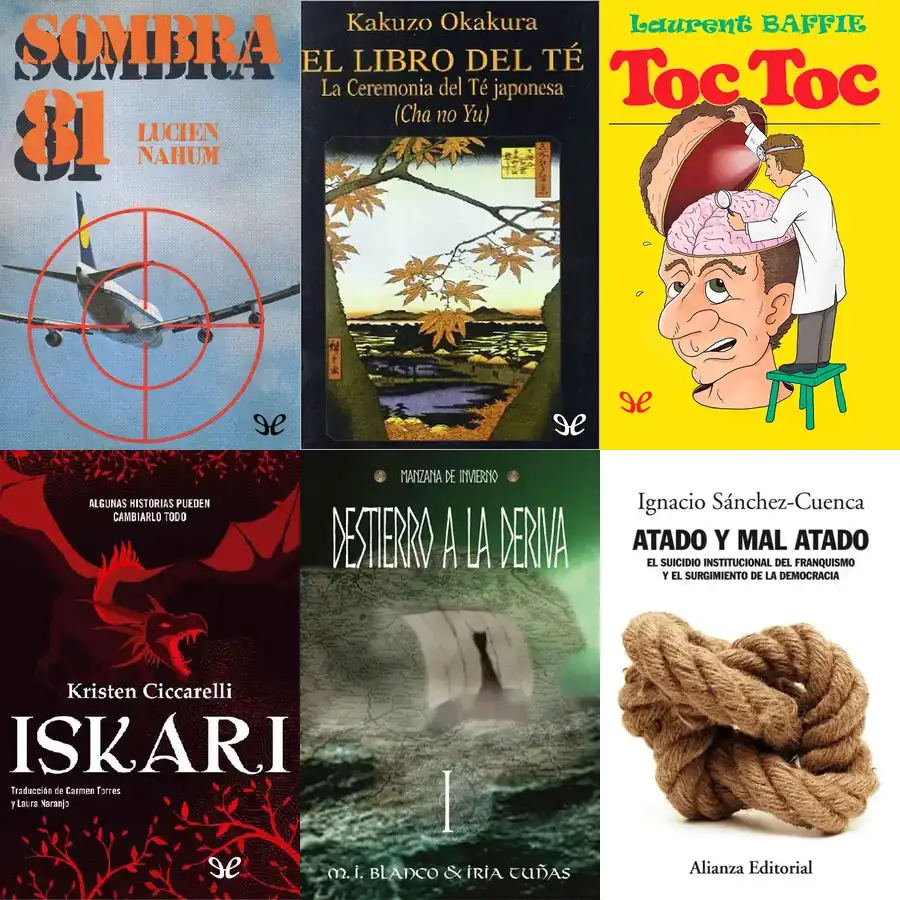 SOMBRA
81
LUCIEN
NAHUM
Kakuzo Okakura
EL LIBRO DEL TÉ
La Ceremonia del Té japonesa
(Cha no Yu)
Laurent BAFFIE
Toc Toc
ALGUNAS HISTORIAS PUEDEN
CAMBIARLO TODO
Kristen Ciccarelli
ISKARI
Traducción de Carmen Torres
y Laura Naranjo
MANZANA DE INVIERNO
DESTIERRO A LA DERIVA
I
M. I. BLANCO & IRIA TUÑAS
Ignacio Sánchez-Cuenca
ATADO Y MAL ATADO
EL SUICIDIO INSTITUCIONAL DEL FRANQUISMO
Y EL SURGIMIENTO DE LA DEMOCRACIA
Alianza Editorial